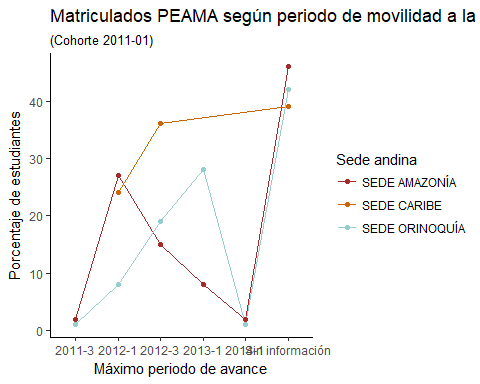 Matriculados PEAMA según periodo de movilidad a la
(Cohorte 2011-01)
Porcentaje de estudiantes
40
30
20
10
0
2011-3 2012-1 2012-3 2013-1 Sin información
Máximo periodo de avance
Sede andina
SEDE AMAZONÍA
SEDE CARIBE
SEDE ORINOQUÍA